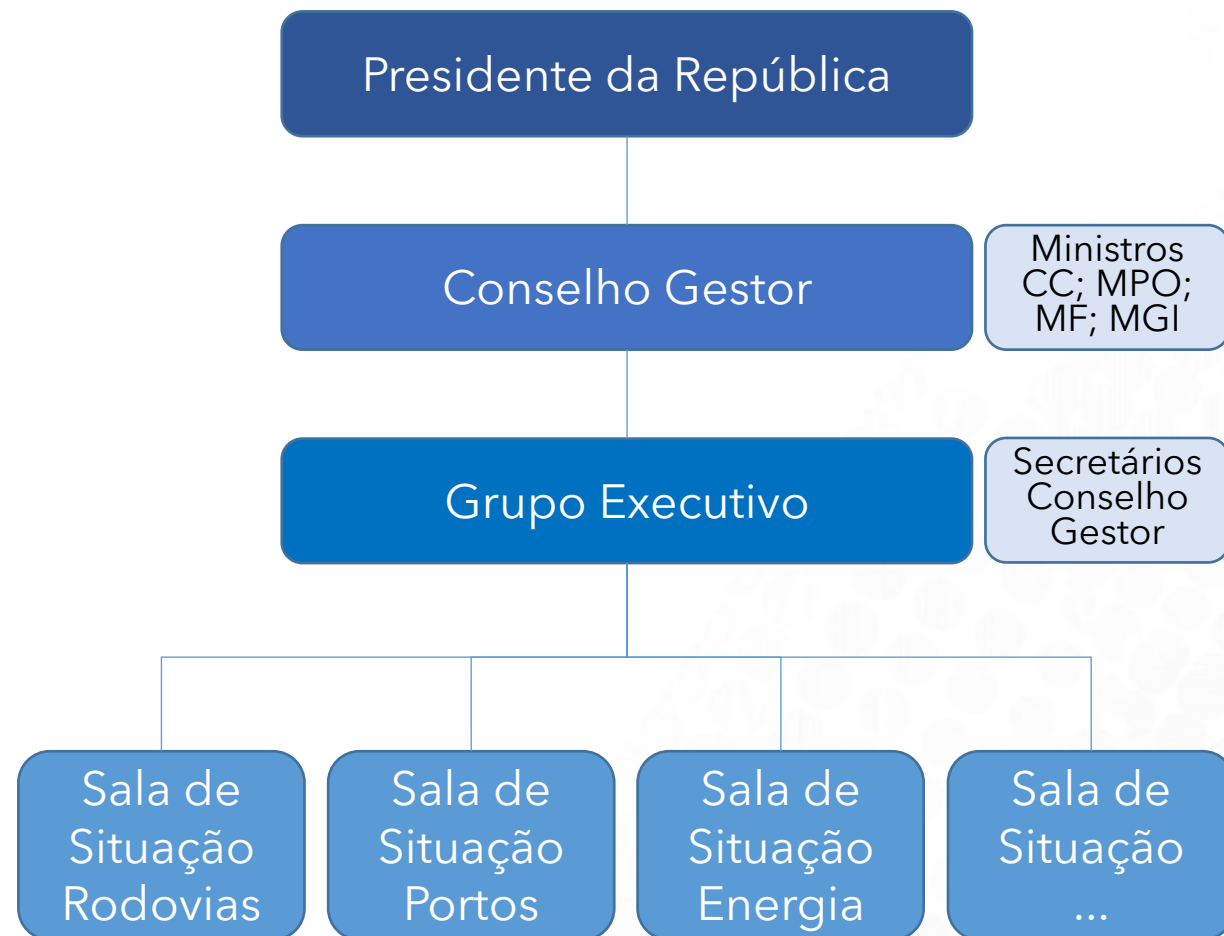 Presidente da República
Conselho Gestor
Ministros
CC; MPO;
MF; MGI
Grupo Executivo
Secretários
Conselho
Gestor
Sala de
Situação
Rodovias
Sala de
Situação
Portos
Sala de
Situação
Energia
Sala de
Situação
...